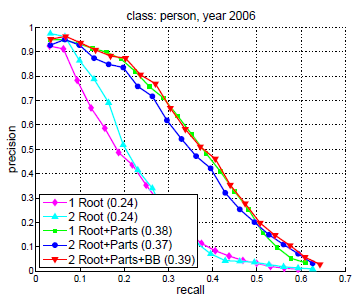 class: person, year 2006
precision
1
0.9
0.8
0.7
0.6
0.5
0.4
0.3
0.2
0.1
0
1 Root (0.24)
2 Root (0.24)
1 Root+Parts (0.38)
2 Root+Parts (0.37)
2 Root+Parts+BB (0.39)
0 0.1 0.2 0.3 0.4 0.5 0.6 0.7
recall